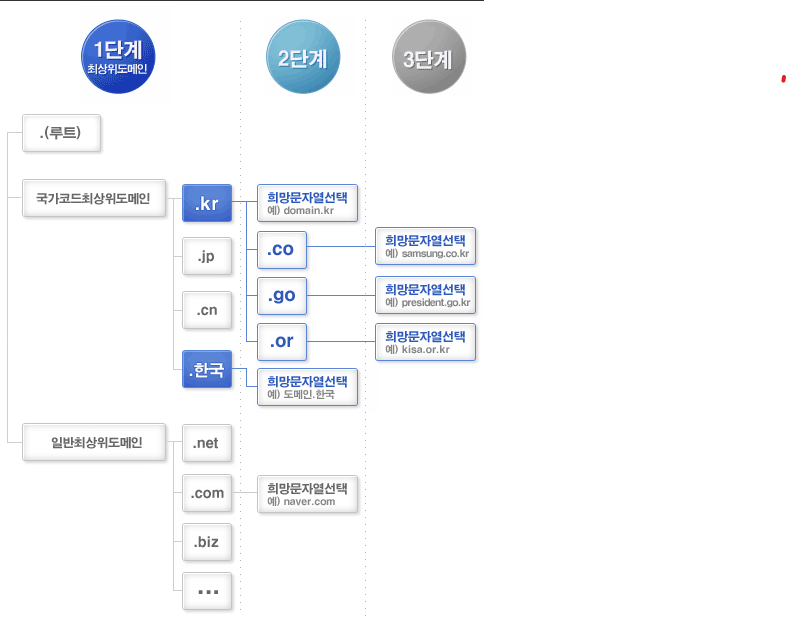 1단계
최상위도메인
2단계
3단계
.(루트)
국가코드최상위도메인
.kr
희망문자열선택
예) domain.kr
.co
희망문자열선택
예) samsung.co.kr
.jp
.go
희망문자열선택
예) president.go.kr
.cn
.or
희망문자열선택
예) kisa.or.kr
.한국
희망문자열선택
예) 도메인.한국
일반최상위도메인
.net
.com
희망문자열선택
예) naver.com
.biz
...